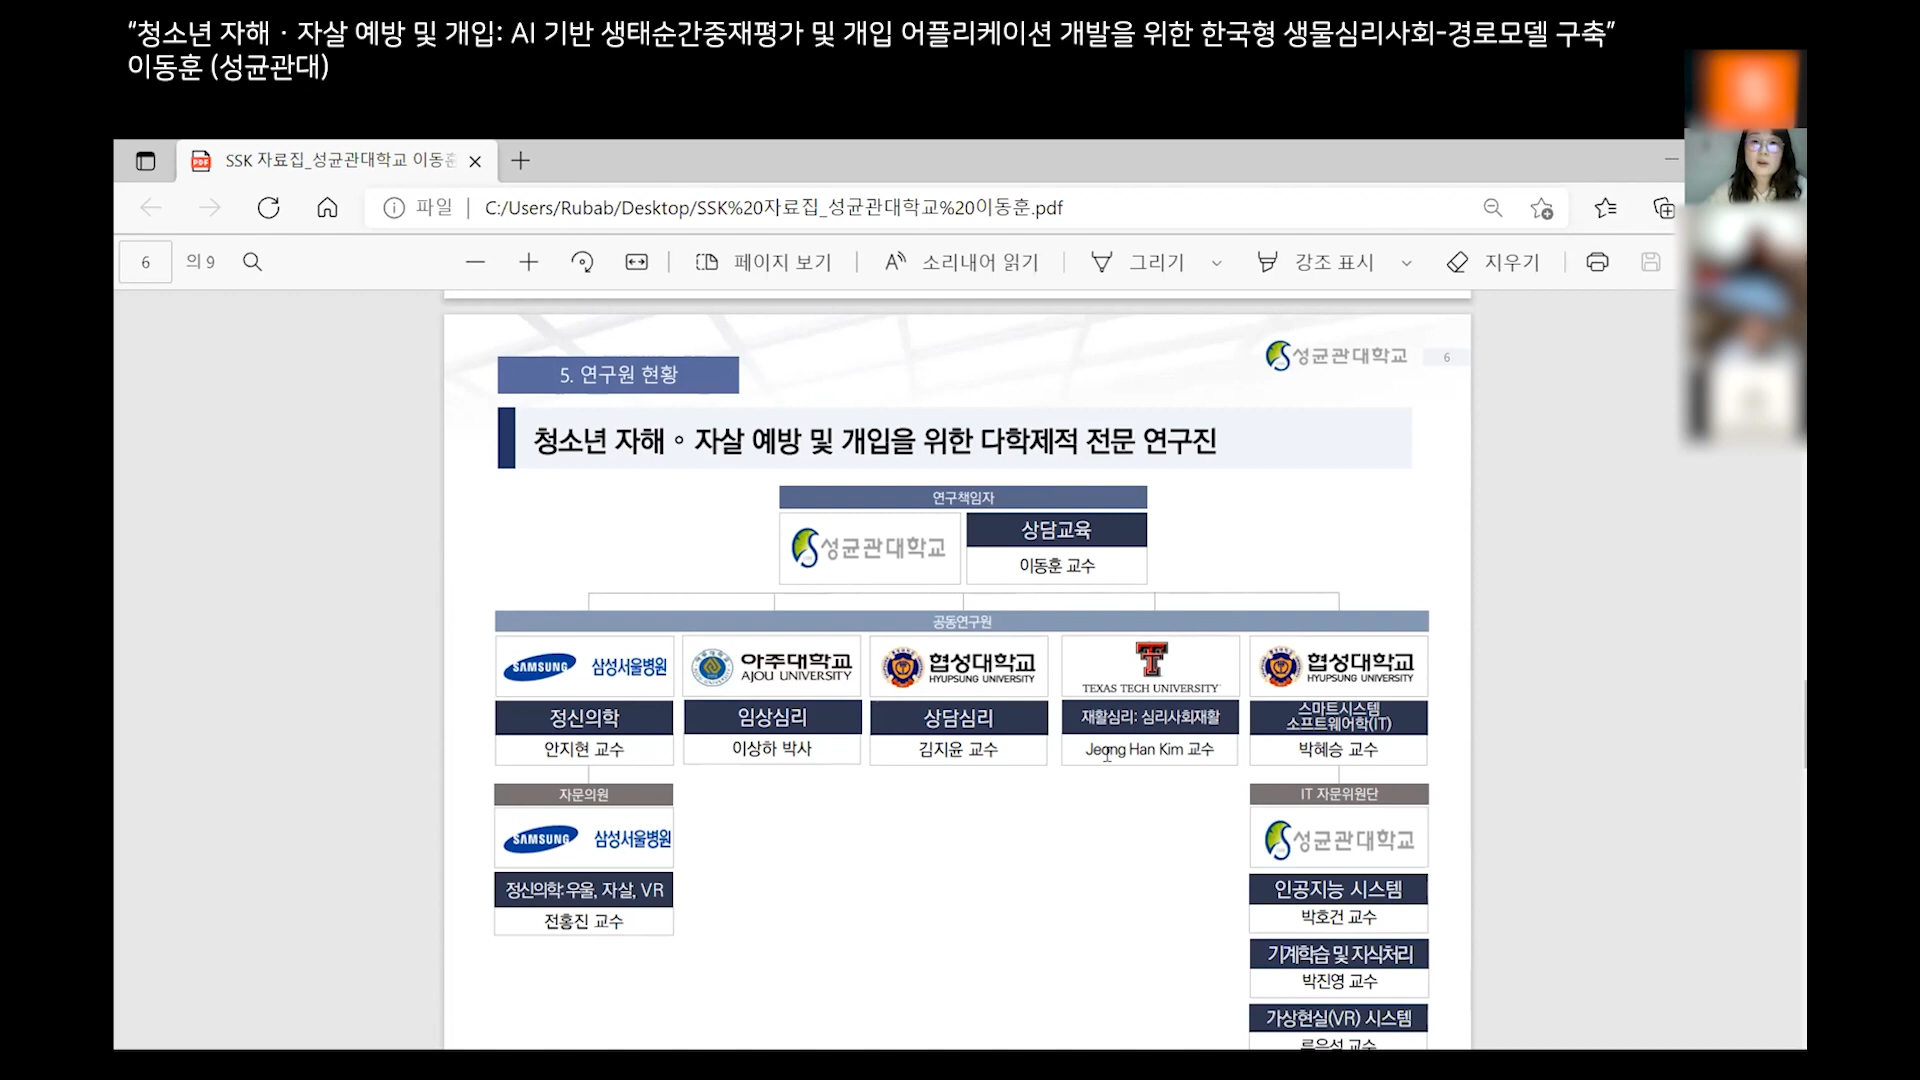 “청소년 자해 · 자살 예방 및 개입: AI 기반 생태순간중재평가 및 개입 어플리케이션 개발을 위한 한국형 생물심리사회-경로모델 구축”
이동훈 (성균관대)
SSK 자료집_성균관대학교 이동훈
파일
C:/Users/Rubab/Desktop/SSK%20자료집_성균관대학교%20이동훈.pdf
6 의 9
페이지 보기
소리내어 읽기
그리기
강조 표시
지우기
5. 연구원 현황
성균관대학교
6
청소년 자해 ∘ 자살 예방 및 개입을 위한 다학제적 전문 연구진
연구책임자
성균관대학교
상담교육
이동훈 교수
공동연구원
SAMSUNG 삼성서울병원
정신의학
안지현 교수
아주대학교
AJOU UNIVERSITY
임상심리
이상하 박사
협성대학교
HYUPSUNG UNIVERSITY
상담심리
김지윤 교수
TEXAS TECH UNIVERSITY
재활심리: 심리사회재활
Jeong Han Kim 교수
협성대학교
HYUPSUNG UNIVERSITY
스마트시스템
소프트웨어학(IT)
박혜승 교수
자문의원
SAMSUNG 삼성서울병원
정신의학: 우울, 자살, VR
전홍진 교수
IT 자문위원단
성균관대학교
인공지능 시스템
박호건 교수
기계학습 및 지식처리
박진영 교수
가상현실(VR) 시스템